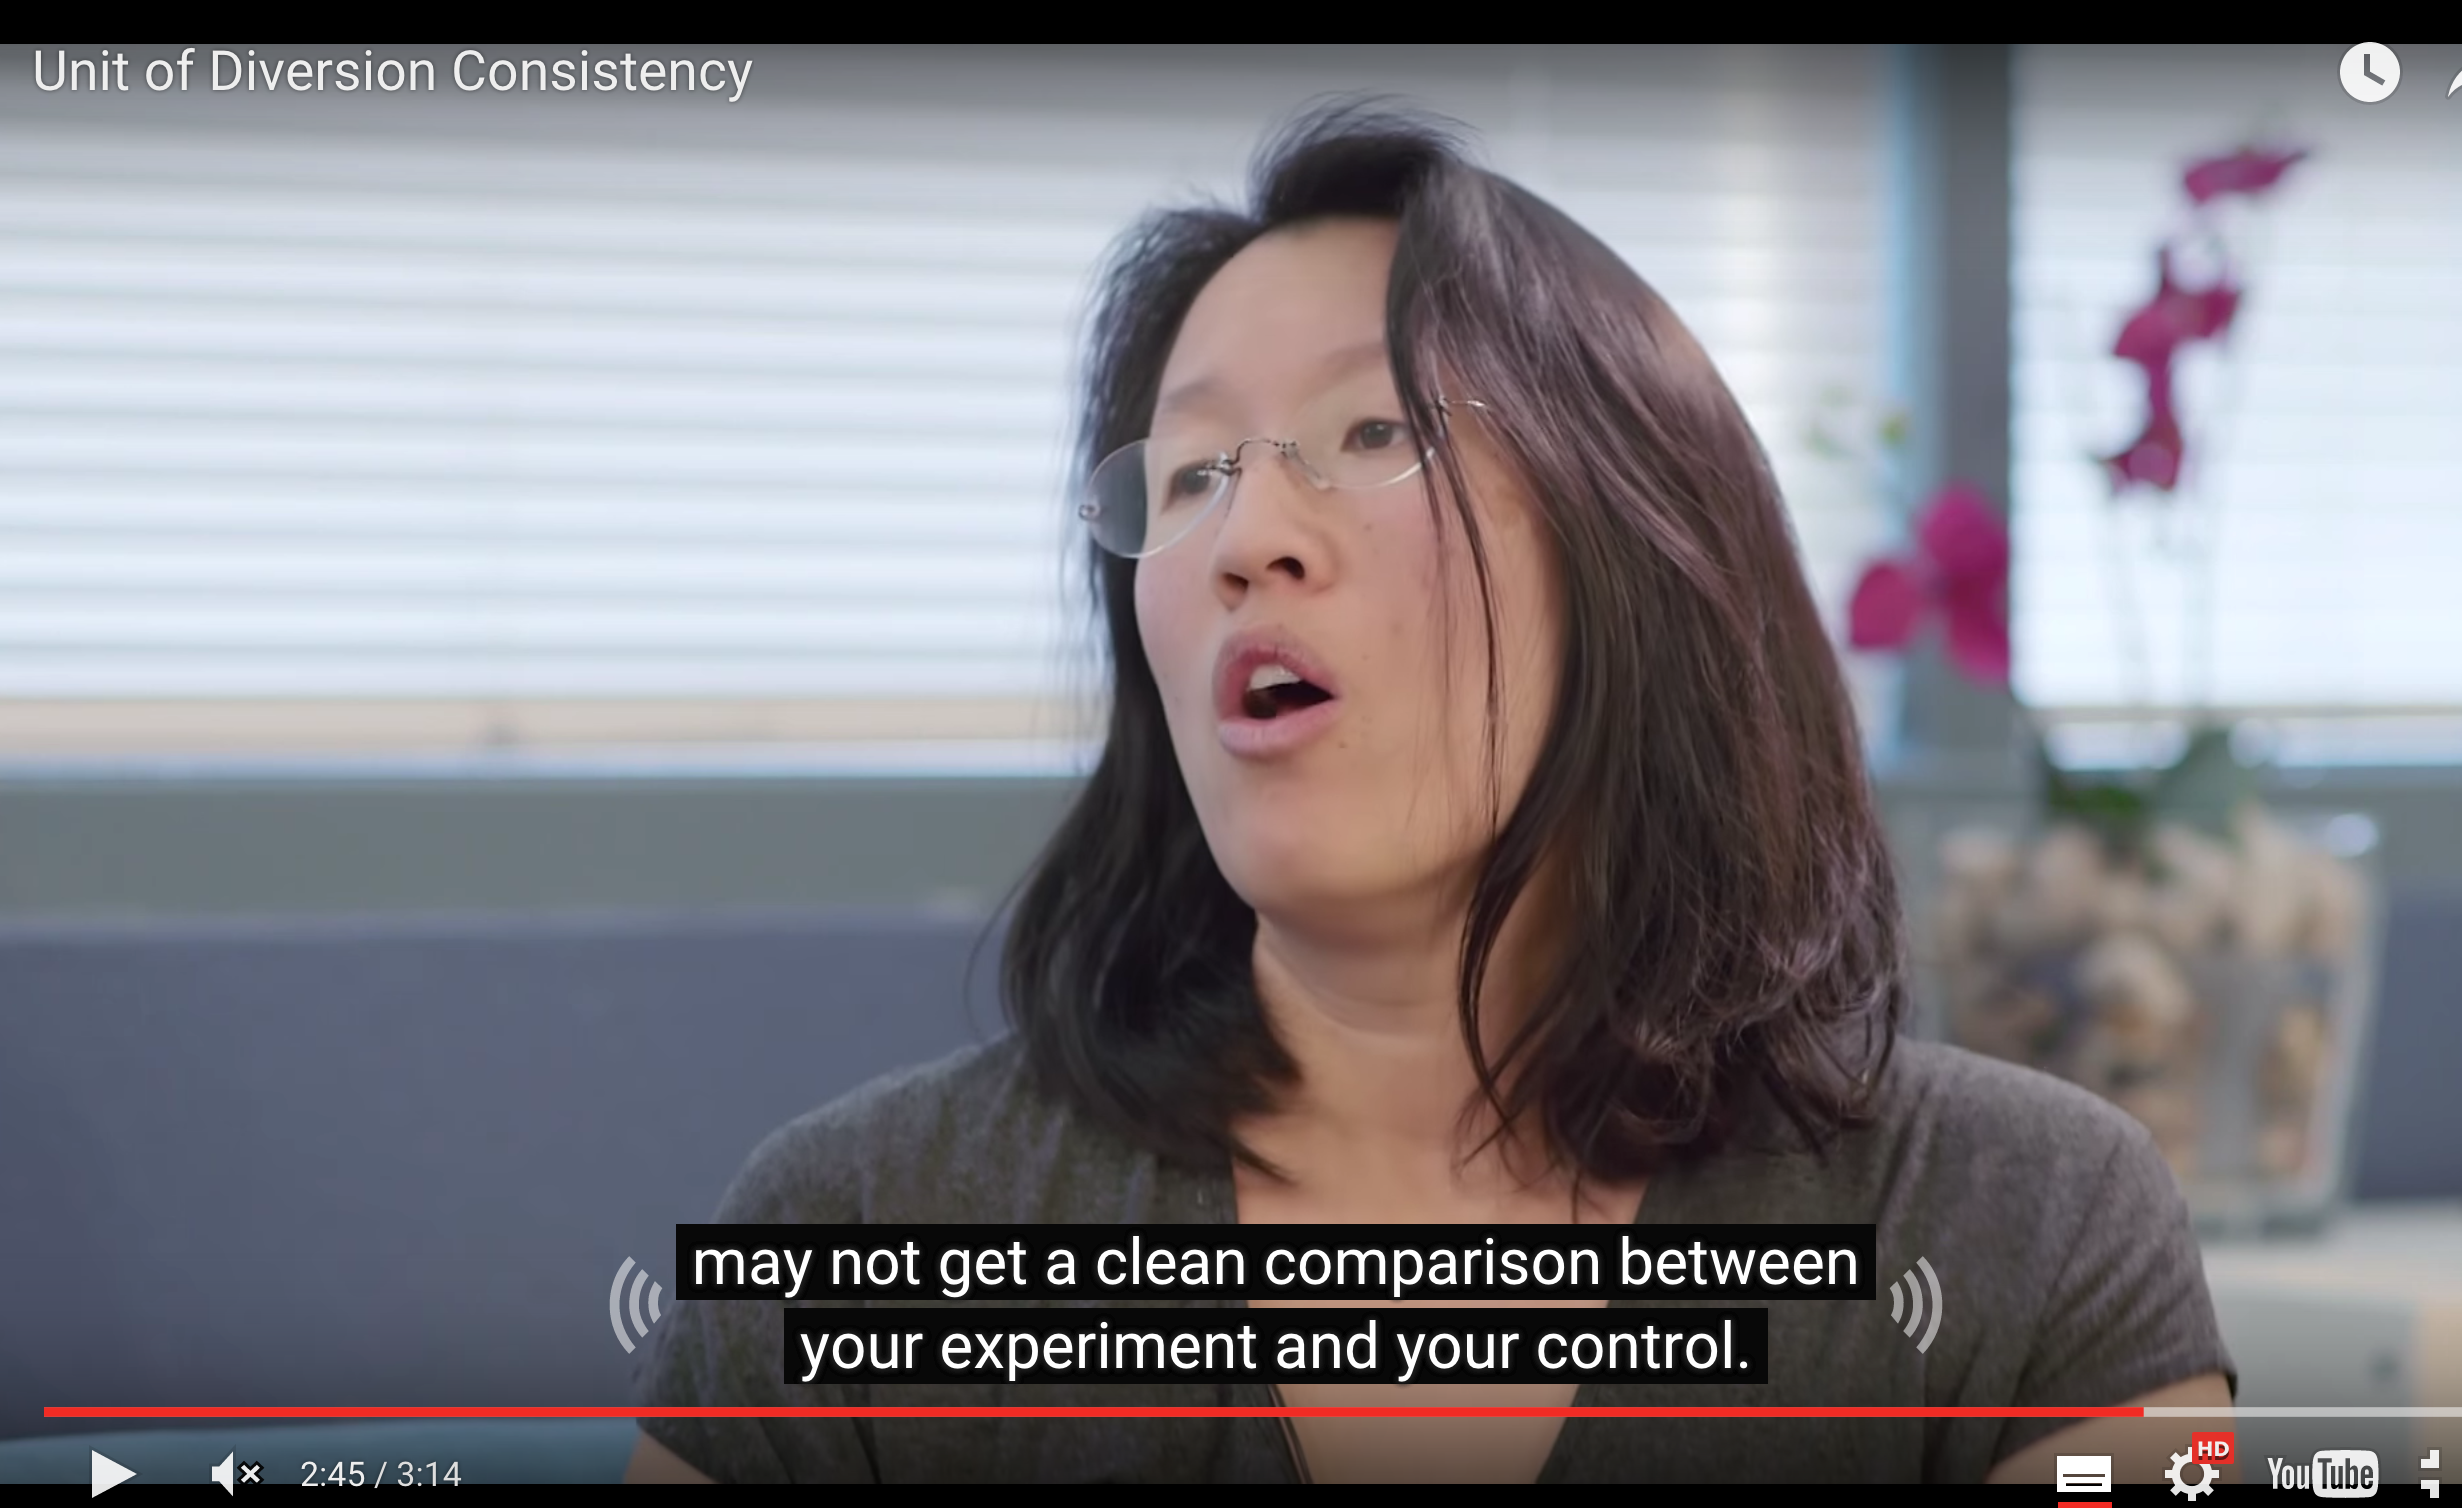 Unit of Diversion Consistency
may not get a clean comparison between
your experiment and your control.
2:45 / 3:14
HD
YouTube